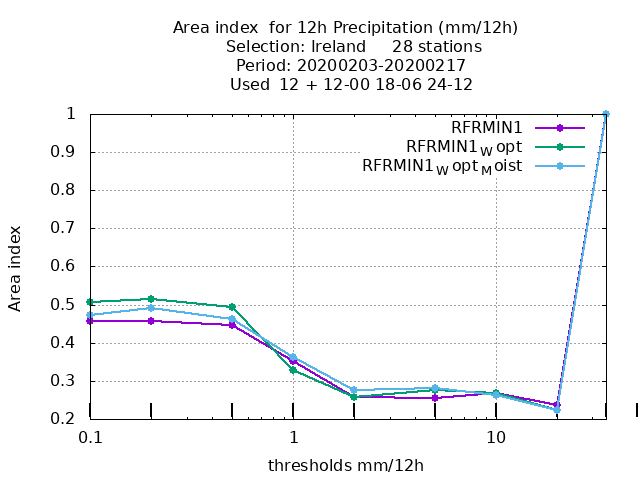 Area index  for 12h Precipitation (mm/12h)
Selection: Ireland     28 stations
Period: 20200203-20200217
Used  12 + 12-00 18-06 24-12
RFRMIN1
RFRMIN1Wopt
RFRMIN1WoptMoist
1
0.9
0.8
0.7
0.6
0.5
0.4
0.3
0.2
Area index
0.1
1
10
thresholds mm/12h